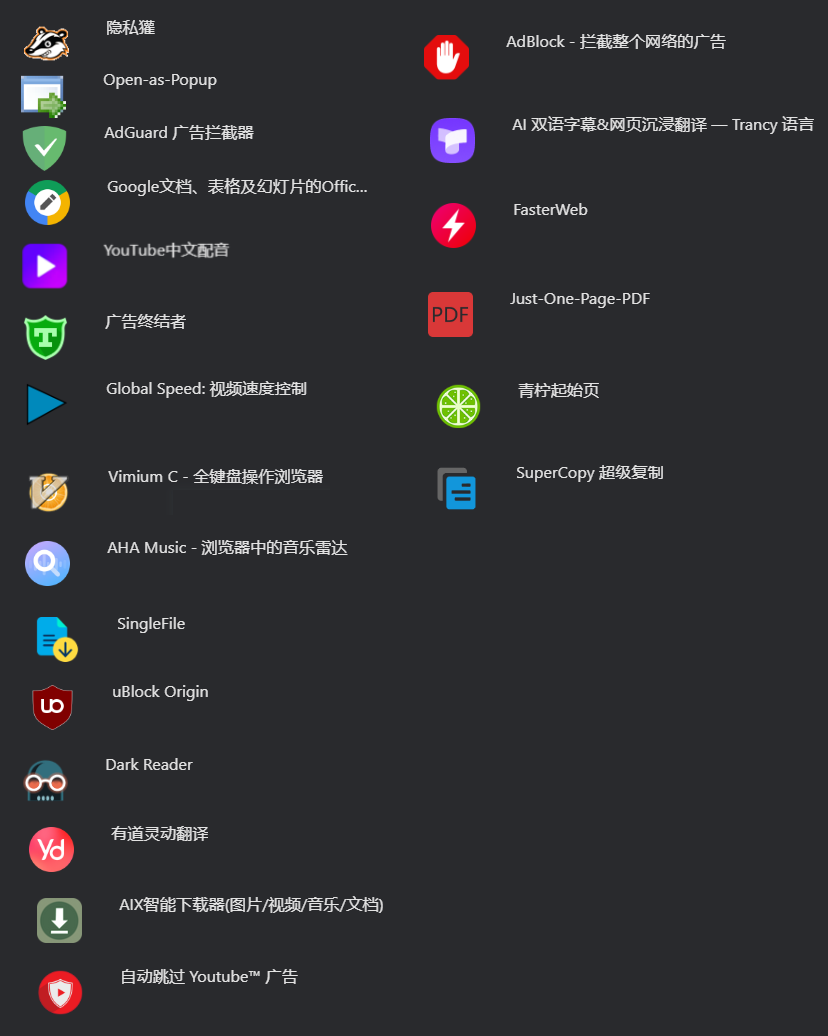 隐私獾
Open-as-Popup
AdGuard 广告拦截器
Google文档、表格及幻灯片的Offic...
YouTube中文配音
广告终结者
Global Speed: 视频速度控制
Vimium C - 全键盘操作浏览器
AHA Music - 浏览器中的音乐雷达
SingleFile
uBlock Origin
Dark Reader
有道灵动翻译
Yd
AIX智能下载器(图片/视频/音乐/文档)
自动跳过 Youtube™ 广告
AdBlock - 拦截整个网络的广告
AI 双语字幕&网页沉浸翻译 — Trancy 语言
FasterWeb
Just-One-Page-PDF
PDF
青柠起始页
SuperCopy 超级复制